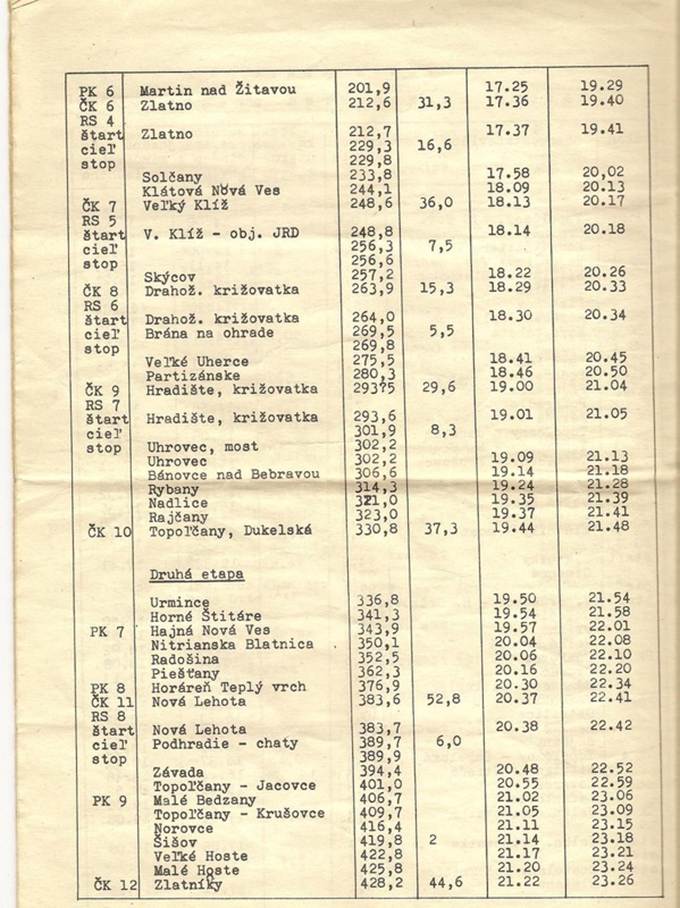 PK 6 Martin nad Žitavou 201,9 17.25 19.29
ČK 6 Zlatno 212,6 31,3 17.36 19.40
RS 4
štart Zlatno 212,7 17.37 19.41
cieľ 229,3 16,6
stop 229,8
Solčany 233,8 17.58 20,02
Klátová Nová Ves 244,1 18.09 20.13
ČK 7 Veľký Klíž 248,6 36,0 18.13 20.17
RS 5
štart V. Klíž - obj. JRD 248,8 18.14 20.18
cieľ 256,3 7,5
stop 256,6
Skýcov 257,2 18.22 20.26
ČK 8 Drahož. križovatka 263,9 15,3 18.29 20.33
RS 6
štart Drahož. križovatka 264,0 18.30 20.34
cieľ Brána na ohrade 269,5 5,5
stop 269,8
Veľké Uherce 275,5 18.41 20.45
Partizánske 280,3 18.46 20.50
ČK 9 Hradište, križovatka 293?5 29,6 19.00 21.04
RS 7
štart Hradište, križovatka 293,6 19.01 21.05
cieľ 301,9 8,3
stop Uhrovec, most 302,2
Uhrovec 302,2 19.09 21.13
Bánovce nad Bebravou 306,6 19.14 21.18
Rybany 314,3 19.24 21.28
Nadlice 321,0 19.35 21.39
Rajčany 323,0 19.37 21.41
ČK 10 Topoľčany, Dukelská 330,8 37,3 19.44 21.48
Druhá etapa
Urmince 336,8 19.50 21.54
Horné Štitáre 341,3 19.54 21.58
PK 7 Hajná Nová Ves 343,9 19.57 22.01
Nitrianska Blatnica 350,1 20.04 22.08
Radošina 352,5 20.06 22.10
Piešťany 362,3 20.16 22.20
PK 8 Horáreň Teplý vrch 376,9 20.30 22.34
ČK 11 Nová Lehota 383,6 52,8 20.37 22.41
RS 8
štart Nová Lehota 383,7 20.38 22.42
cieľ Podhradie - chaty 389,7 6,0
stop 389,9
Závada 394,4 20.48 22.52
Topoľčany - Jacovce 401,0 20.55 22.59
PK 9 Malé Bedzany 406,7 21.02 23.06
Topoľčany - Krušovce 409,7 21.05 23.09
Norovce 416,4 21.11 23.15
Šišov 419,8 2 21.14 23.18
Veľké Hoste 422,8 21.17 23.21
Malé Hoste 425,8 21.20 23.24
ČK 12 Zlatníky 428,2 44,6 21.22 23.26